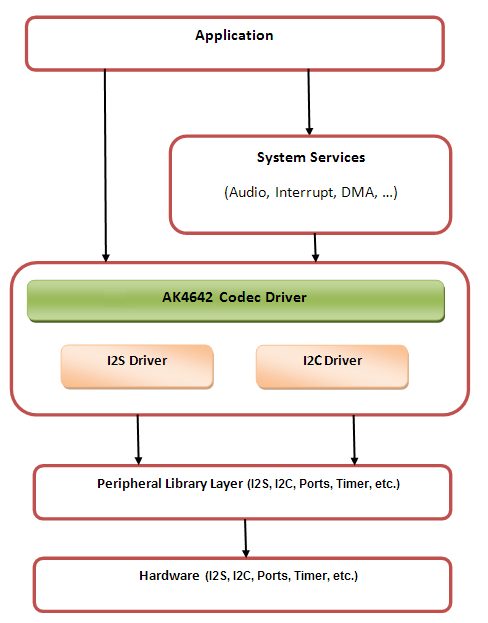 Application
System Services
(Audio, Interrupt, DMA, ...)
AK4642 Codec Driver
I2S Driver
I2C Driver
Peripheral Library Layer (I2S, I2C, Ports, Timer, etc.)
Hardware (I2S, I2C, Ports, Timer, etc.)